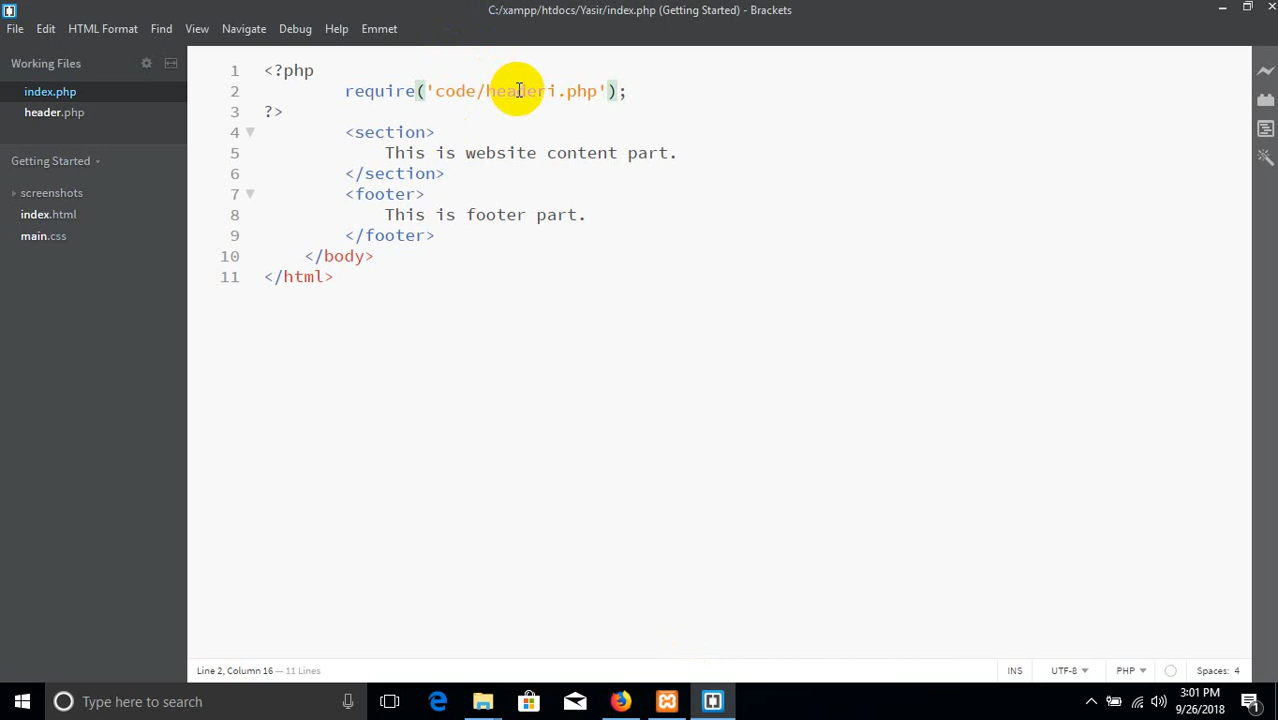 C:/xampp/htdocs/Yasir/index.php (Getting Started) - Brackets
File Edit HTML Format Find View Navigate Debug Help Emmet
Working Files
index.php
header.php
Getting Started
screenshots
index.html
main.css
1 <?php
2 require('code/headeri.php');
3 ?>
4 <section>
5 This is website content part.
6 </section>
7 <footer>
8 This is footer part.
9 </footer>
10 </body>
11 </html>
Line 2, Column 16 — 11 Lines
INS UTF-8 PHP Spaces: 4
Type here to search
3:01 PM
9/26/2018
1